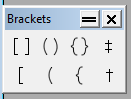 Brackets
[ ] ( ) { } ‡
[ ( { †